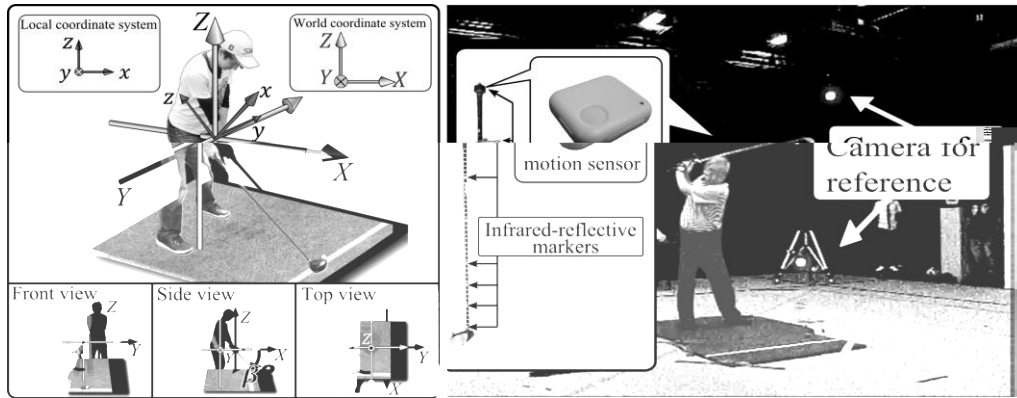 Local coordinate system
z
y
x
World coordinate system
Z
Y
X
Z
z
x
y
X
Y
Front view
Z
Y
Side view
Z
X
Y
β
Top view
Z
Y
X
motion sensor
Infrared-reflective
markers
Camera for
reference